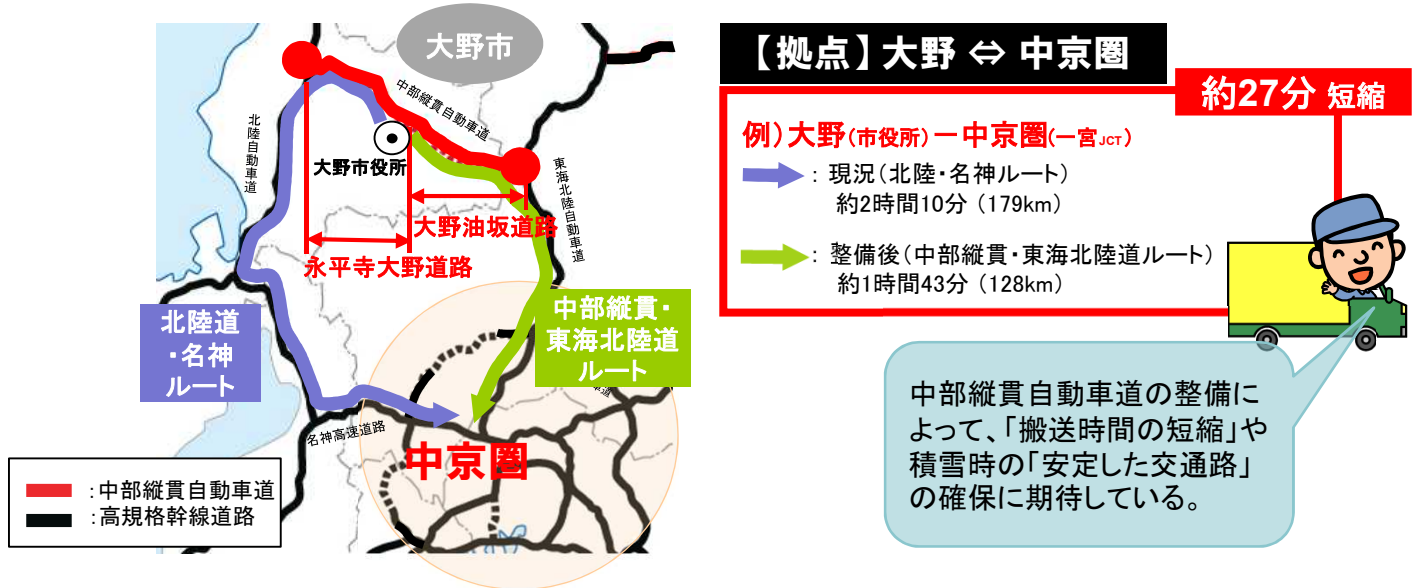 大野市
中部縦貫自動車道
北陸自動車道
大野市役所
東海北陸自動車道
大野油坂道路
永平寺大野道路
北陸道
・名神
ルート
中部縦貫・
東海北陸道
ルート
名神高速道路
中京圏
:中部縦貫自動車道
:高規格幹線道路
【拠点】大野 ⇔ 中京圏
約27分 短縮
例)大野(市役所)ー中京圏(一宮JCT)
: 現況(北陸・名神ルート)
約2時間10分 (179km)
: 整備後(中部縦貫・東海北陸道ルート)
約1時間43分 (128km)
中部縦貫自動車道の整備に
よって、「搬送時間の短縮」や
積雪時の「安定した交通路」
の確保に期待している。